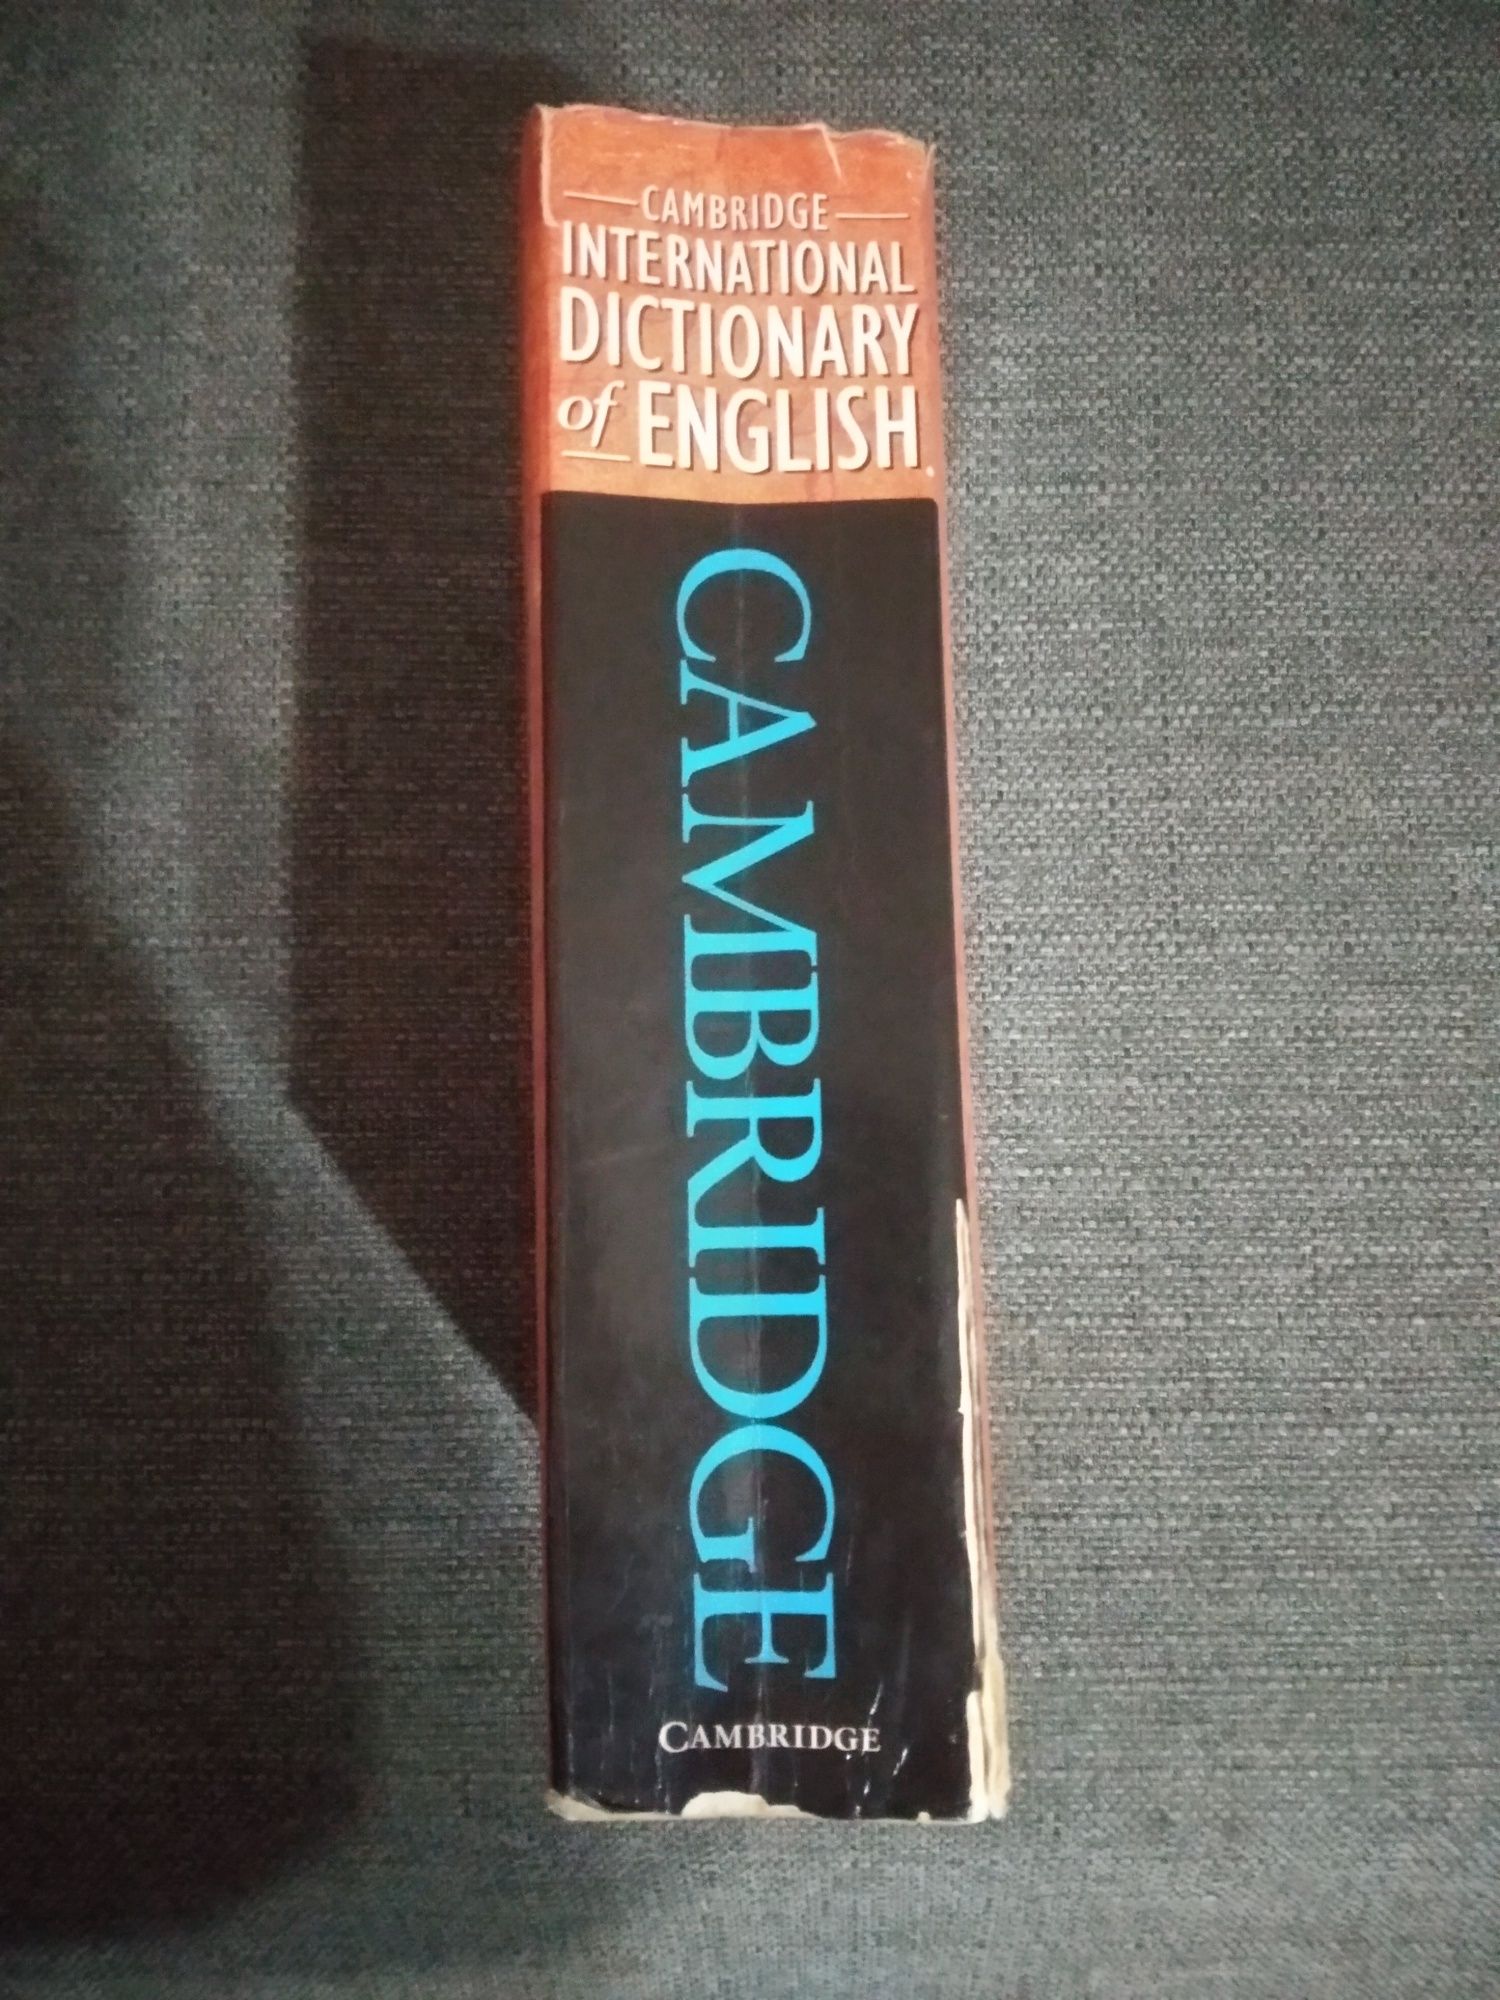 CAMBRIDGE
INTERNATIONAL
DICTIONARY
of ENGLISH
CAMBRIDGE
CAMBRIDGE